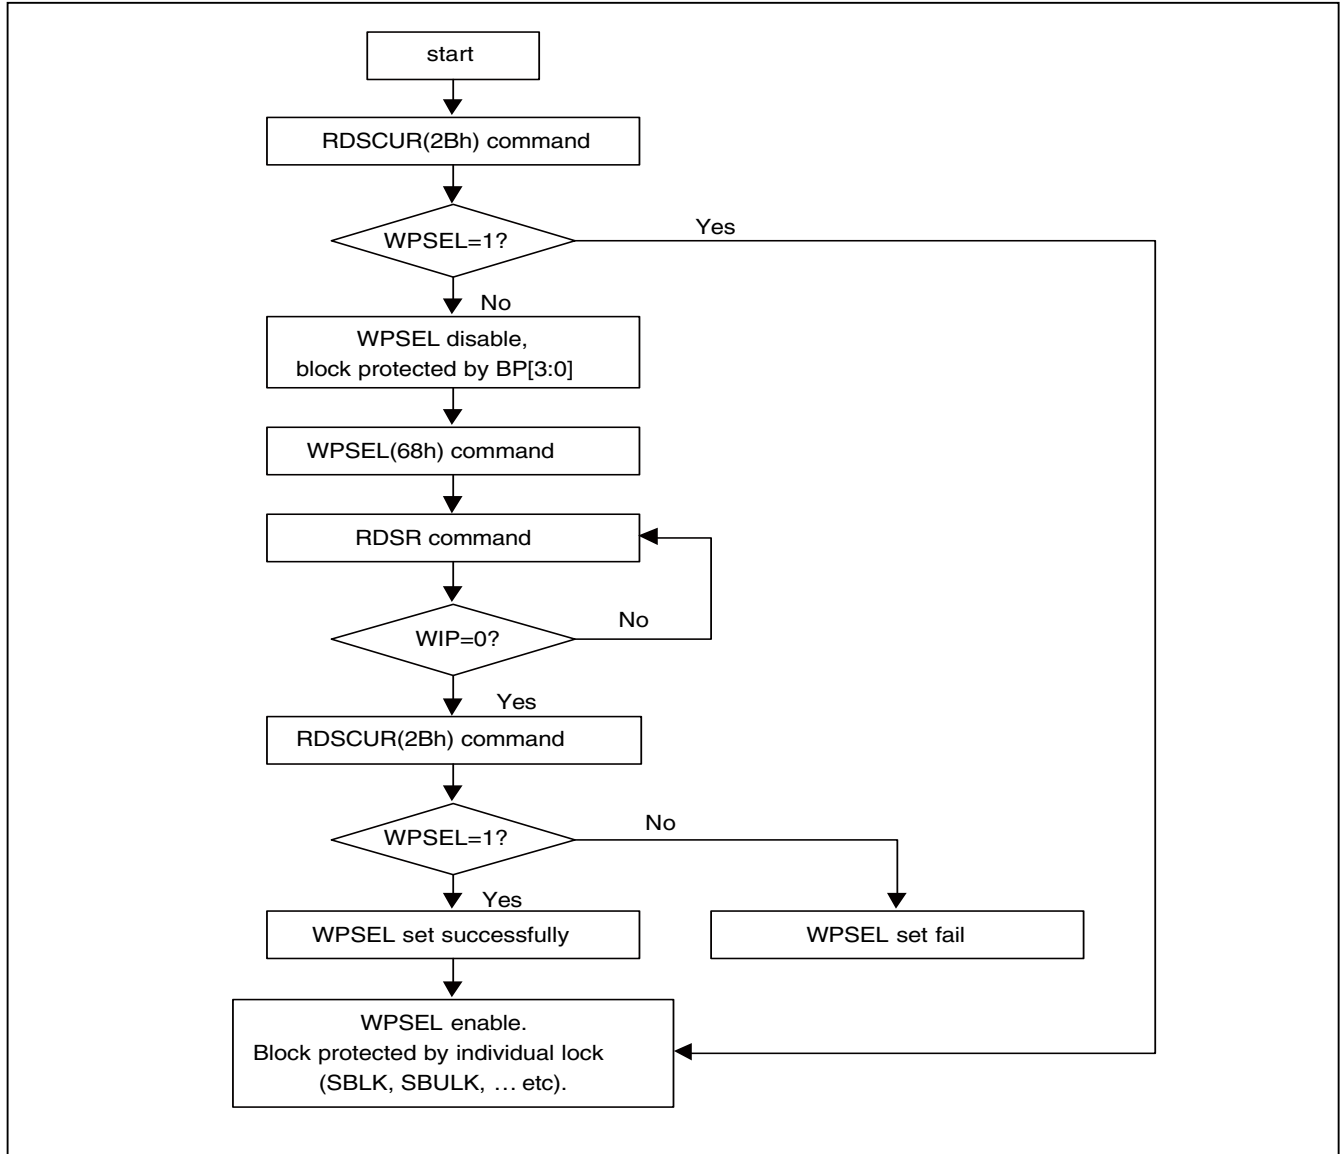 start
RDSCUR(2Bh) command
WPSEL=1?
Yes
No
WPSEL disable,
block protected by BP[3:0]
WPSEL(68h) command
RDSR command
WIP=0?
No
Yes
RDSCUR(2Bh) command
WPSEL=1?
No
Yes
WPSEL set successfully
WPSEL set fail
WPSEL enable.
Block protected by individual lock
(SBLK, SBULK, … etc).